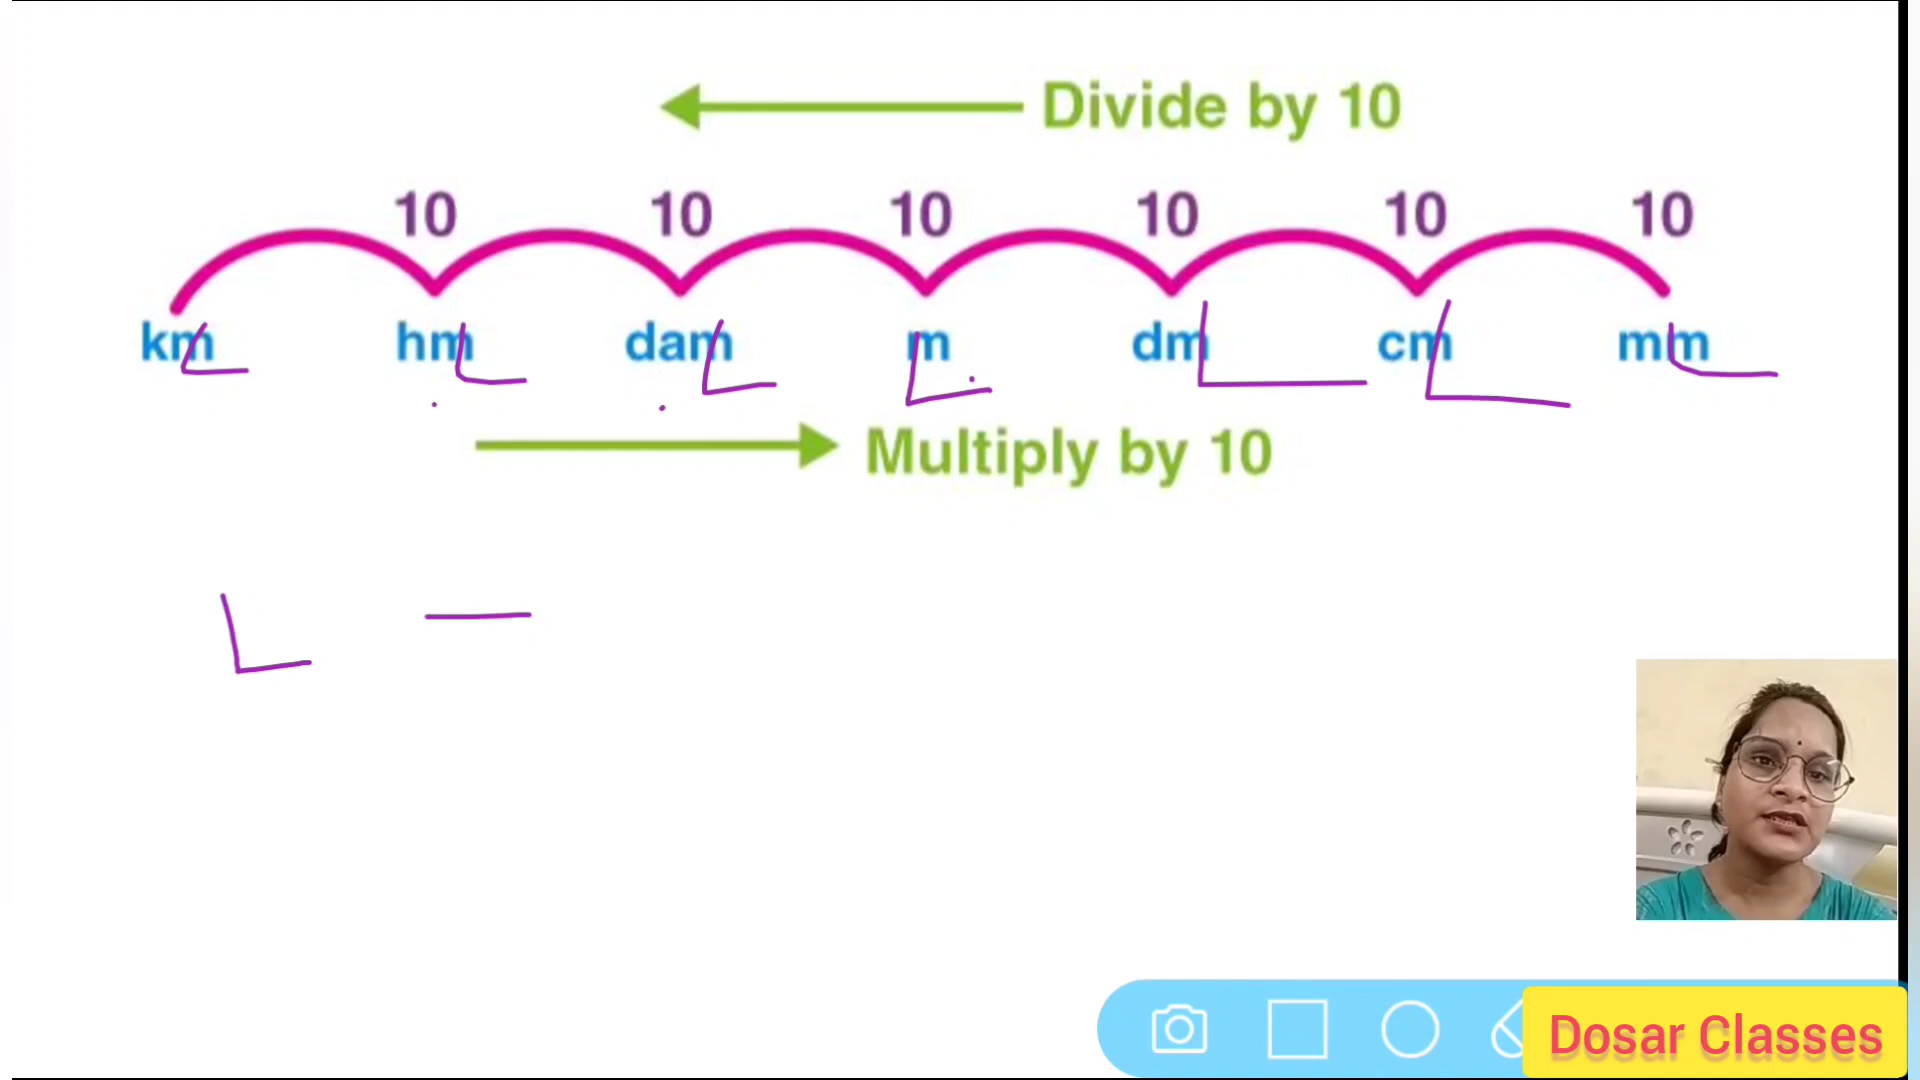 Divide by 10
10 10 10 10 10 10
km hm dam m dm cm mm
Multiply by 10
L L L L L L L
L —
Dosar Classes